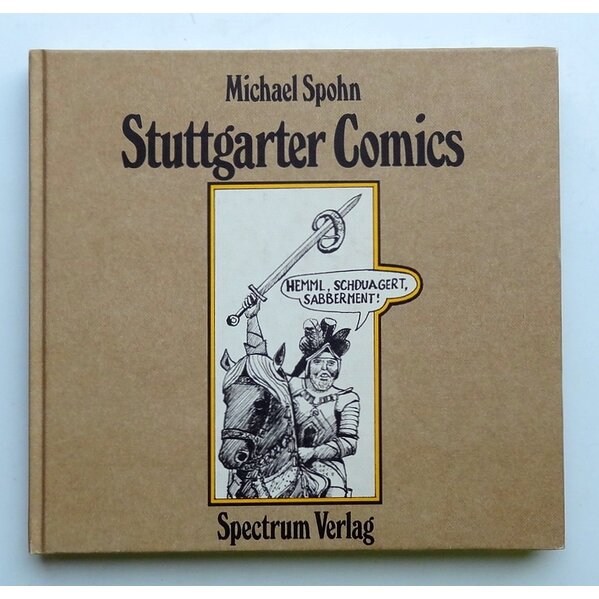 Michael Spohn
Stuttgarter Comics
HEMML, SCHDUAGERT,
SABBERMENT!
Spectrum Verlag